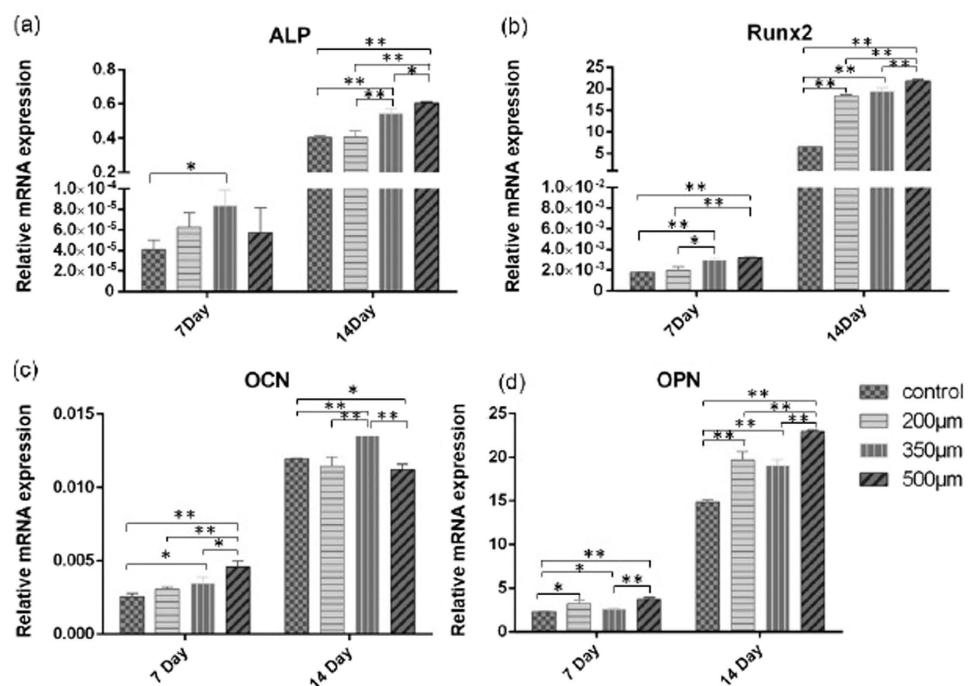 (a)
ALP
Relative mRNA expression
0.8
0.6
0.4
0.2
1.0×10⁻⁴
8.0×10⁻⁵
6.0×10⁻⁵
4.0×10⁻⁵
2.0×10⁻⁵
0
*
**
**
**
**
*
7Day
14Day
(b)
Runx2
Relative mRNA expression
25
20
15
10
5
1.0×10⁻²
8.0×10⁻³
6.0×10⁻³
4.0×10⁻³
2.0×10⁻³
0
**
**
**
*
**
**
**
**
**
7Day
14Day
(c)
OCN
Relative mRNA expression
0.015
0.010
0.005
0.000
**
**
*
*
*
**
**
**
7 Day
14 Day
(d)
OPN
Relative mRNA expression
25
20
15
10
5
0
**
*
*
**
**
**
**
**
**
7 Day
14 Day
control
200μm
350μm
500μm